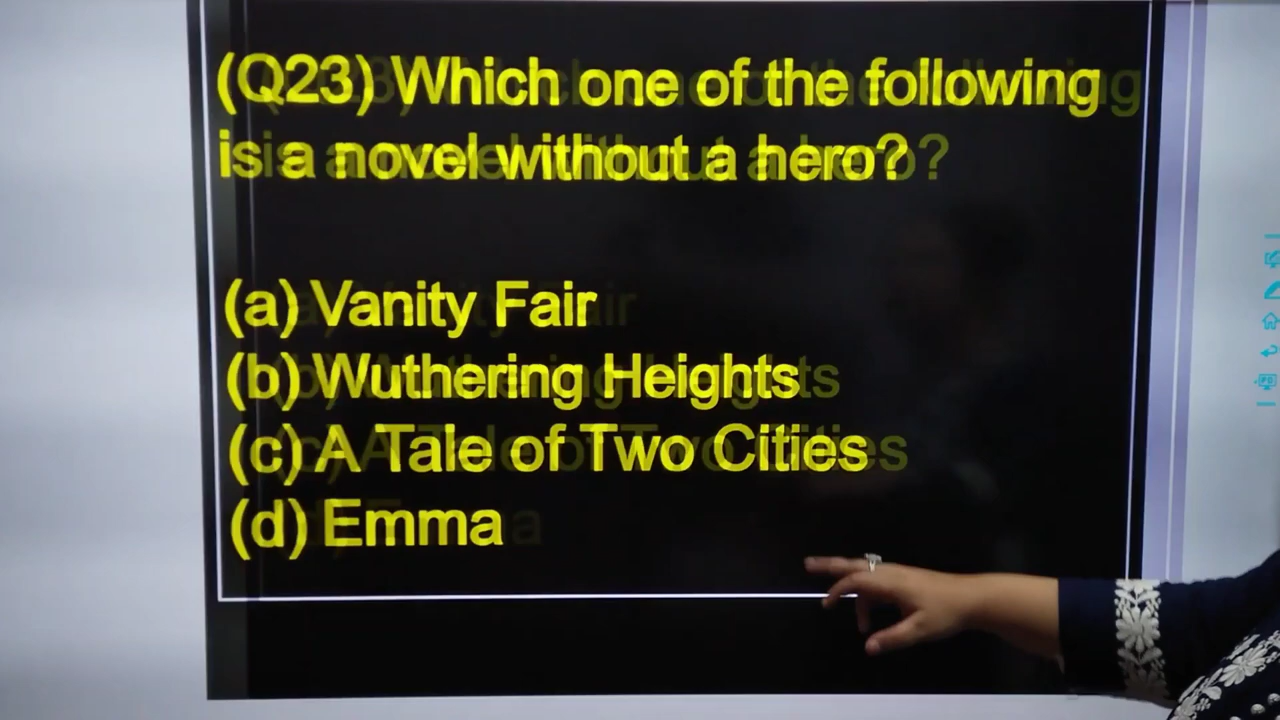 (Q23) Which one of the following
is a novel without a hero?
(a) Vanity Fair
(b) Wuthering Heights
(c) A Tale of Two Cities
(d) Emma